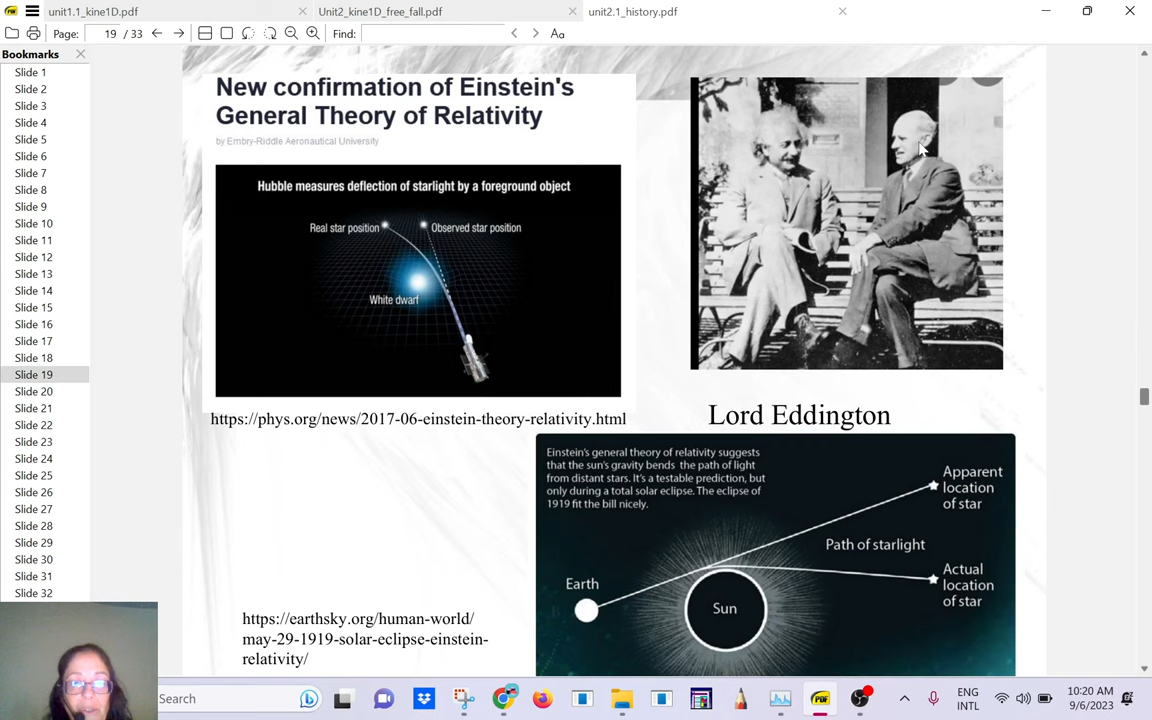 unit1.1_kine1D.pdf
Unit2_kine1D_free_fall.pdf
unit2.1_history.pdf
Page: 19 / 33
Find:
Aa
Bookmarks
Slide 1
Slide 2
Slide 3
Slide 4
Slide 5
Slide 6
Slide 7
Slide 8
Slide 9
Slide 10
Slide 11
Slide 12
Slide 13
Slide 14
Slide 15
Slide 16
Slide 17
Slide 18
Slide 19
Slide 20
Slide 21
Slide 22
Slide 23
Slide 24
Slide 25
Slide 26
Slide 27
Slide 28
Slide 29
Slide 30
Slide 31
Slide 32
New confirmation of Einstein's
General Theory of Relativity
by Embry-Riddle Aeronautical University
Hubble measures deflection of starlight by a foreground object
Real star position
Observed star position
White dwarf
https://phys.org/news/2017-06-einstein-theory-relativity.html
Lord Eddington
Einstein's general theory of relativity suggests
that the sun's gravity bends the path of light
from distant stars. It's a testable prediction, but
only during a total solar eclipse. The eclipse of
1919 fit the bill nicely.
Apparent
location
of star
Path of starlight
Actual
location
of star
Earth
Sun
https://earthsky.org/human-world/
may-29-1919-solar-eclipse-einstein-
relativity/
Search
PDF
ENG
INTL
10:20 AM
9/6/2023